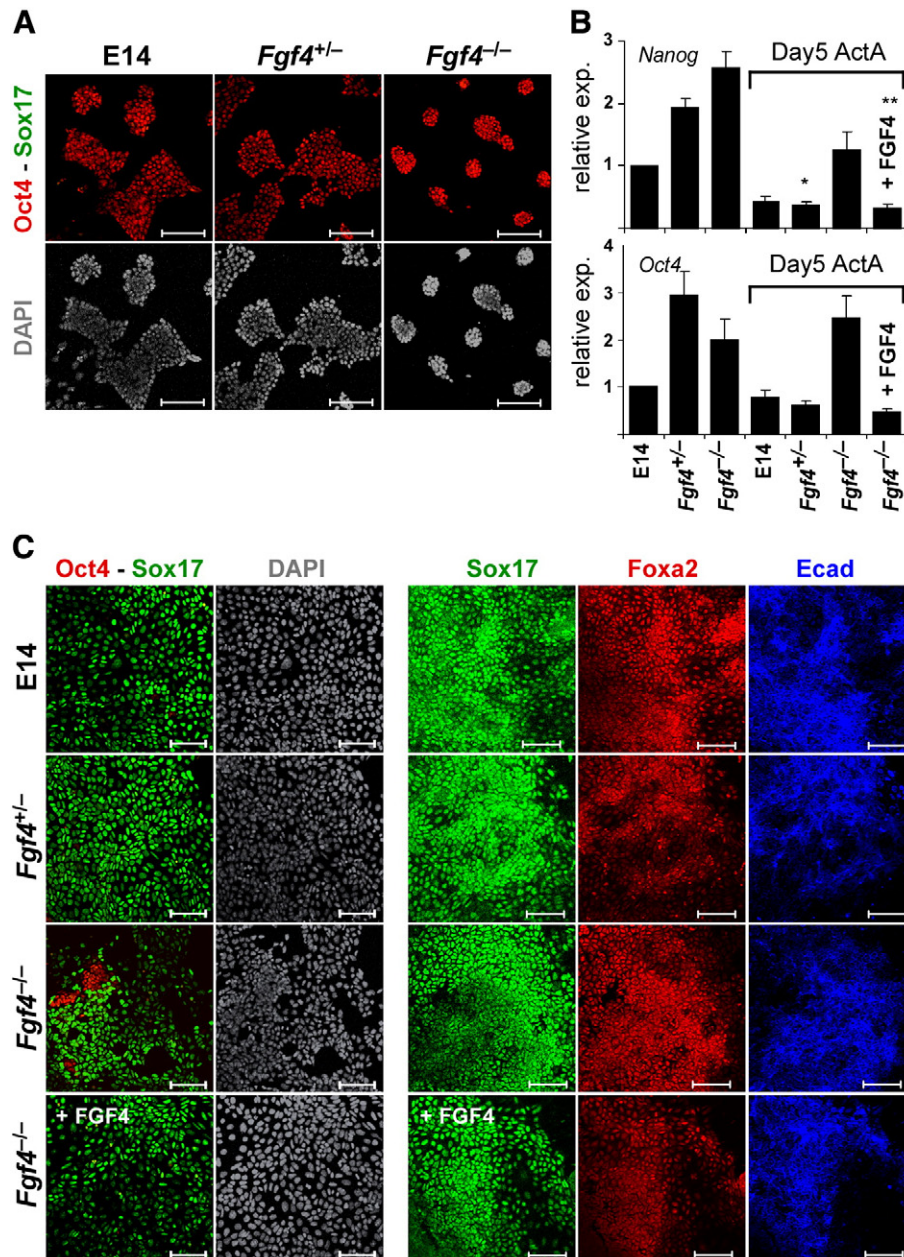 A
E14
Fgf4+/–
Fgf4–/–
Oct4 - Sox17
DAPI
B
relative exp.
3
2
1
Nanog
Day5 ActA
*
**
+ FGF4
relative exp.
4
3
2
1
Oct4
Day5 ActA
+ FGF4
E14
Fgf4+/–
Fgf4–/–
E14
Fgf4+/–
Fgf4–/–
Fgf4–/–
C
Oct4 - Sox17
DAPI
Sox17
Foxa2
Ecad
E14
Fgf4+/–
Fgf4–/–
Fgf4–/–
+ FGF4
+ FGF4